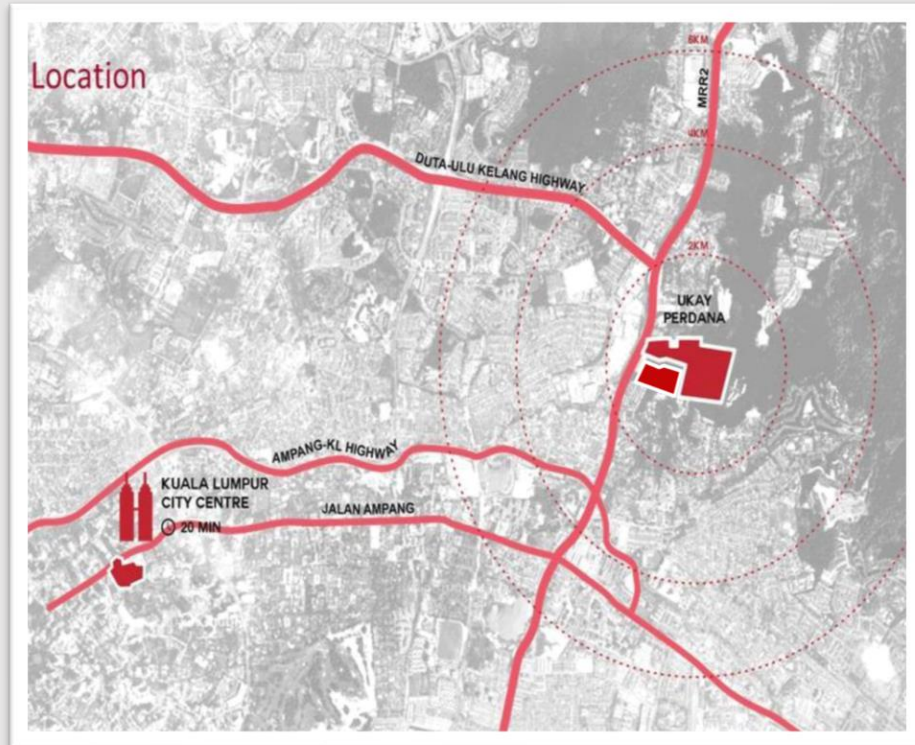 Location
6KM
MRR2
4KM
DUTA-ULU KELANG HIGHWAY
2KM
UKAY
PERDANA
AMPANG-KL HIGHWAY
KUALA LUMPUR
CITY CENTRE
20 MIN
JALAN AMPANG